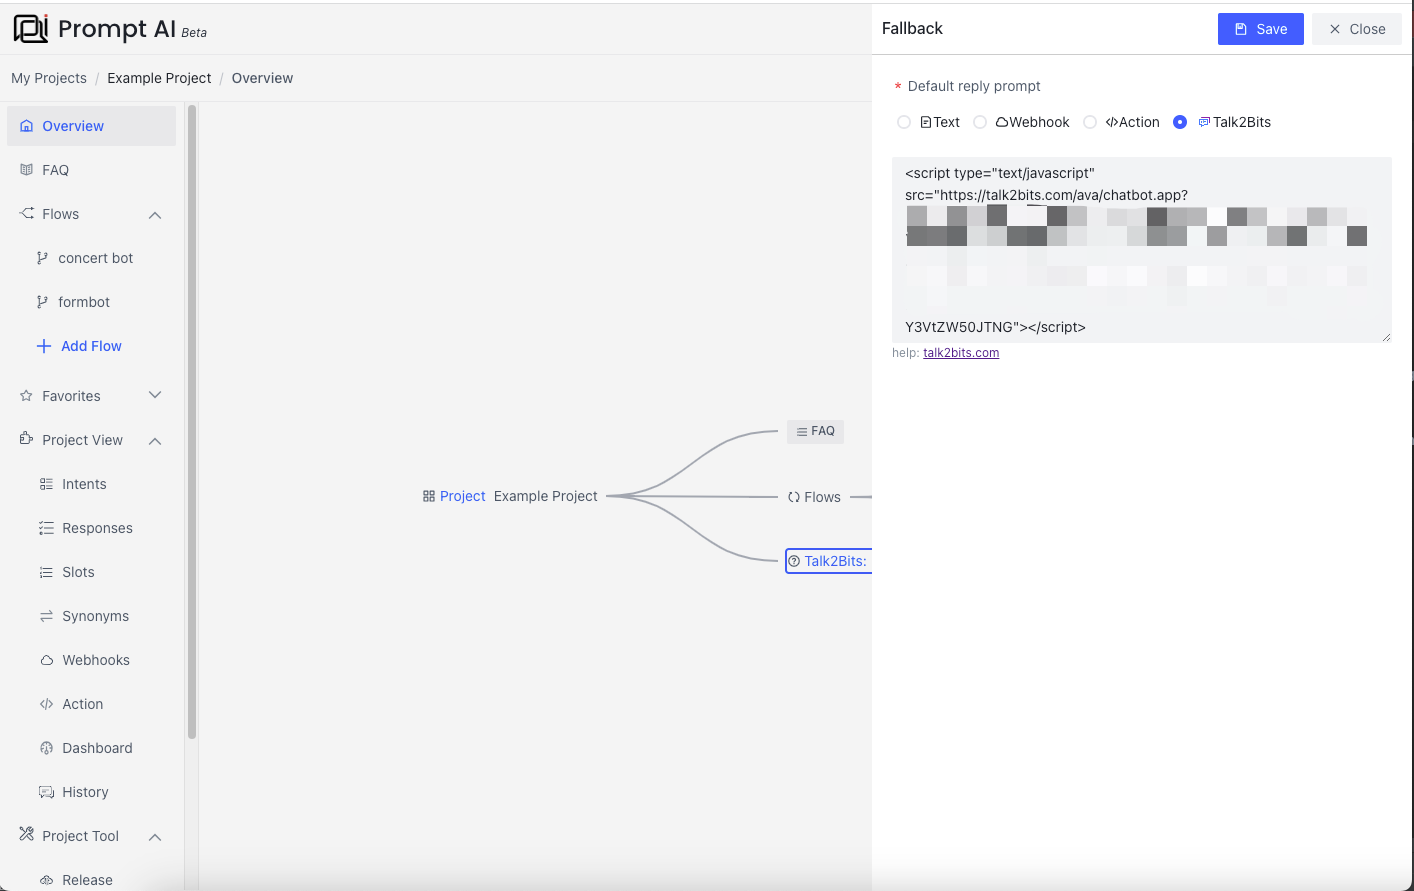 Prompt AI Beta
Fallback
Save
Close
My Projects / Example Project / Overview
Overview
FAQ
Flows
concert bot
formbot
Add Flow
Favorites
Project View
Intents
Responses
Slots
Synonyms
Webhooks
Action
Dashboard
History
Project Tool
Release
Project Example Project
FAQ
Flows
Talk2Bits:
* Default reply prompt
Text Webhook </>Action Talk2Bits
<script type="text/javascript"
src="https://talk2bits.com/ava/chatbot.app?
Y3VtZW50JTNG"></script>
help: talk2bits.com